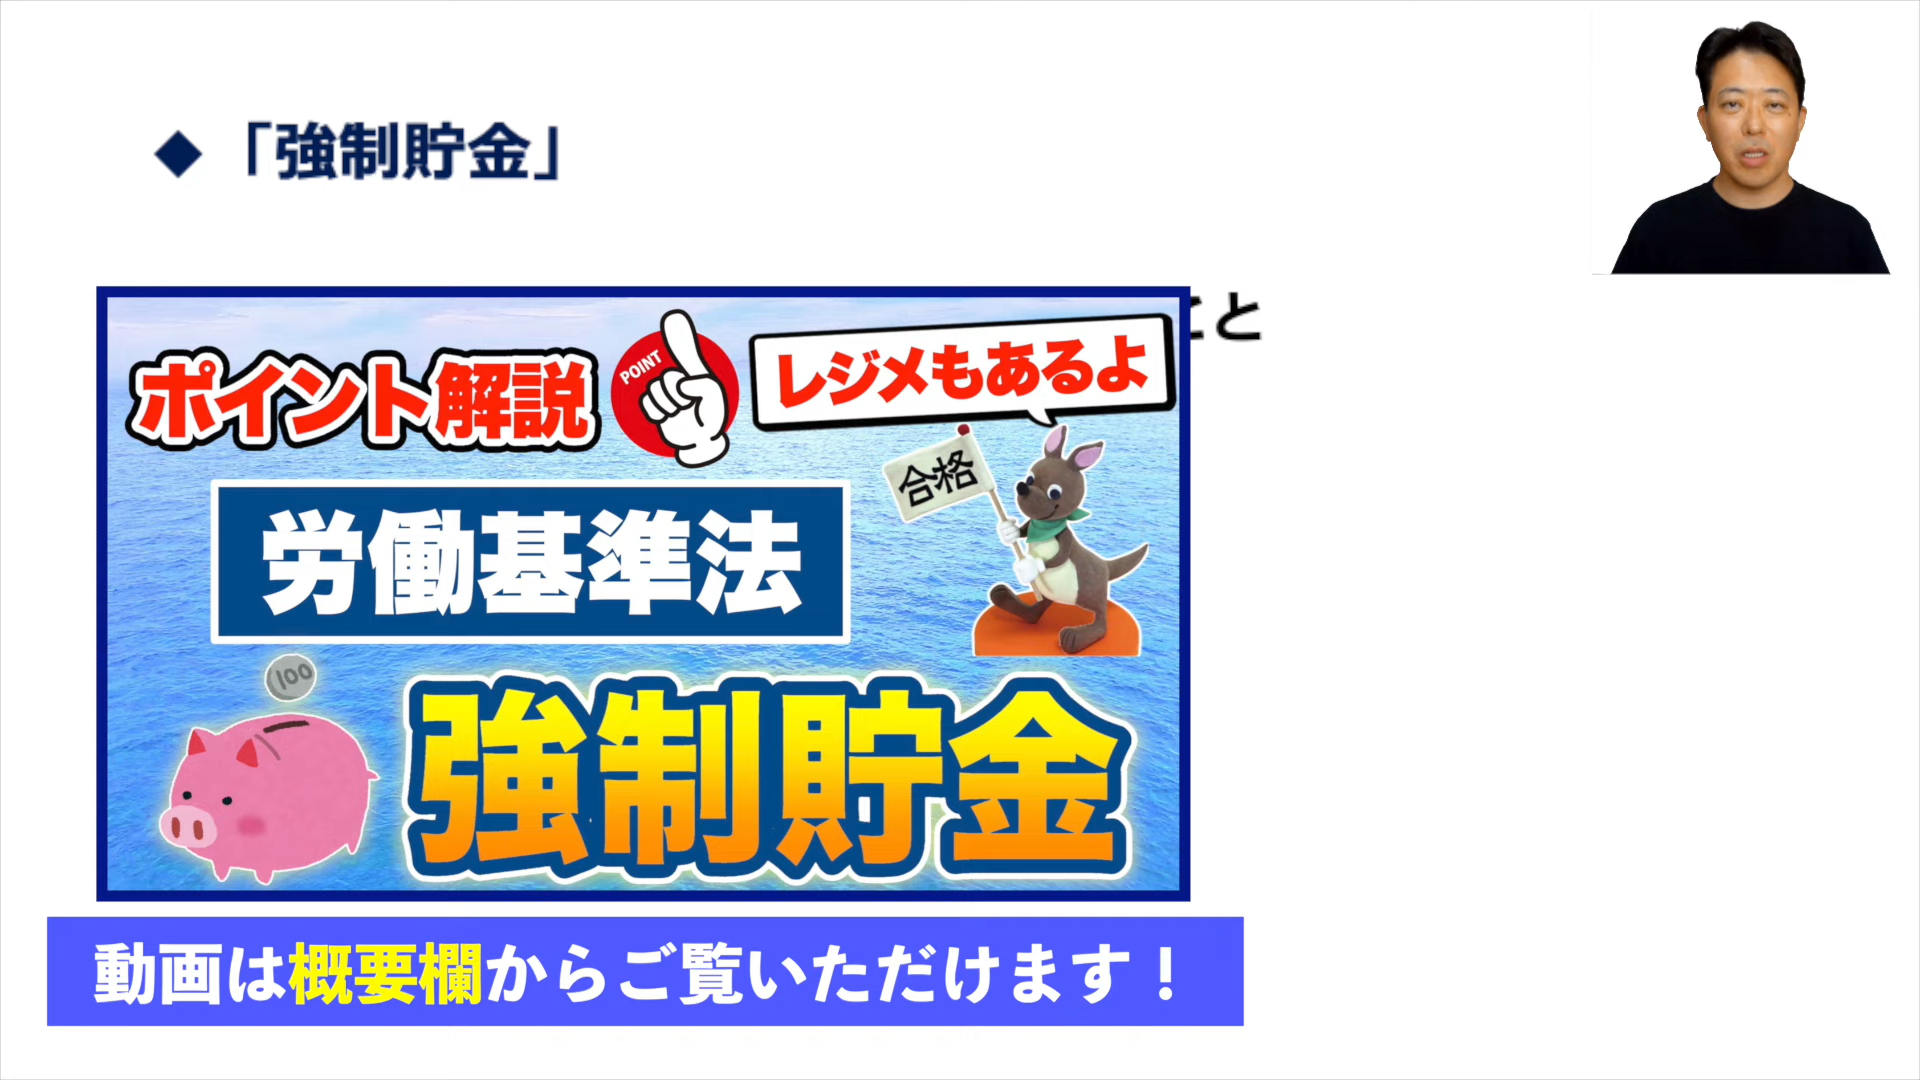 ◆ 「強制貯金」
こと
ポイント解説
POINT
レジメもあるよ
合格
労働基準法
100
強制貯金
動画は概要欄からご覧いただけます！